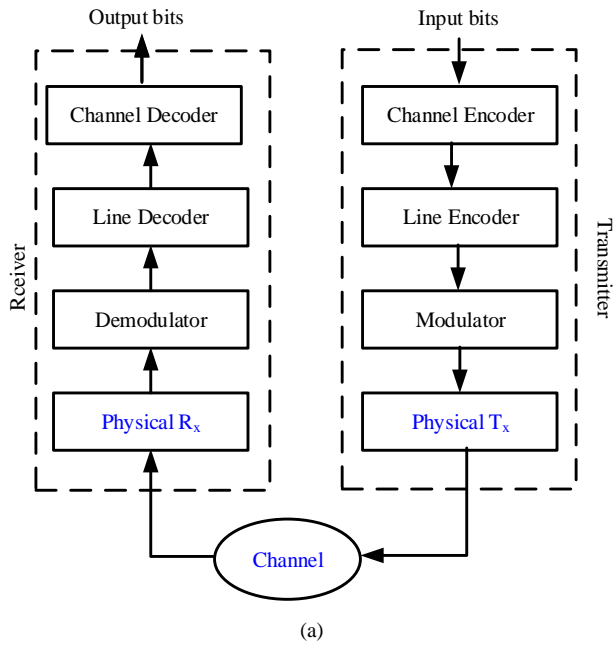 Output bits
Input bits
Channel Decoder
Channel Encoder
Line Decoder
Line Encoder
Rceiver
Transmitter
Demodulator
Modulator
Physical Rx
Physical Tx
Channel
(a)